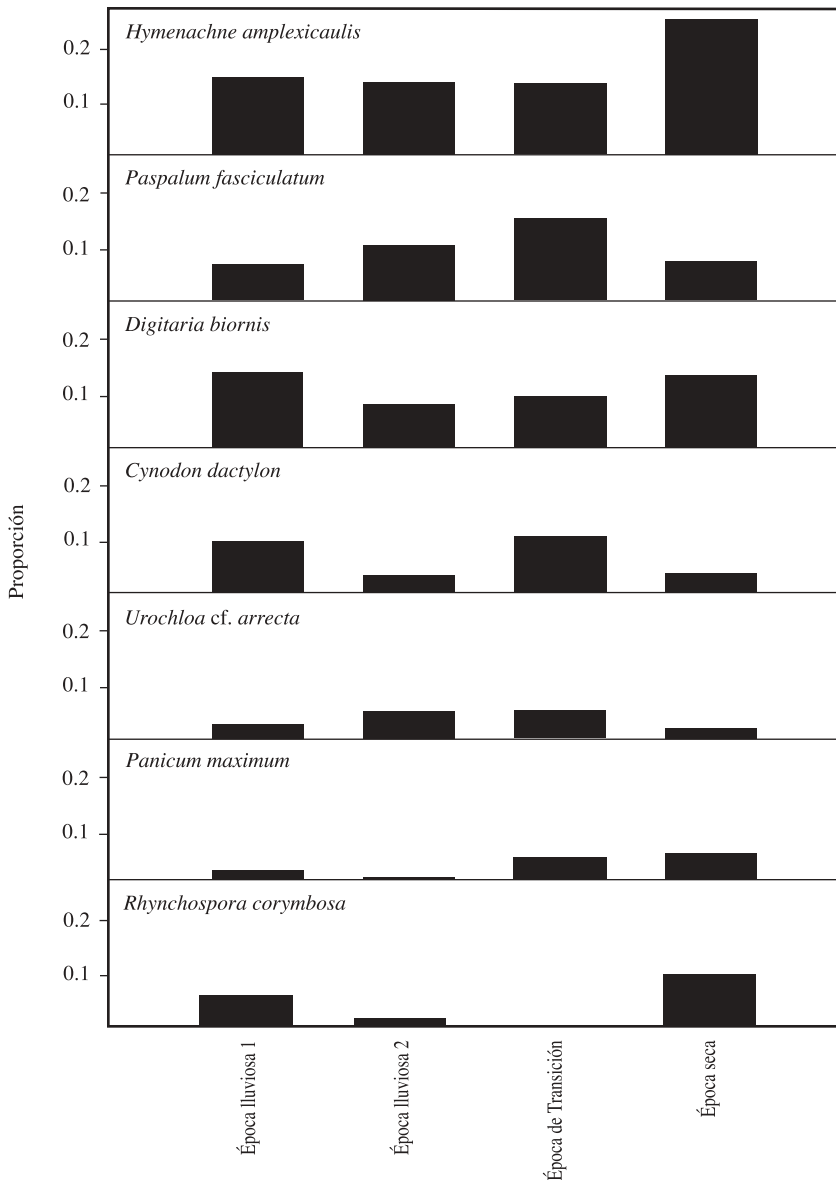 Hymenachne amplexicaulis
0.2
0.1
Paspalum fasciculatum
0.2
0.1
Digitaria biornis
0.2
0.1
Cynodon dactylon
0.2
0.1
Proporción
Urochloa cf. arrecta
0.2
0.1
Panicum maximum
0.2
0.1
Rhynchospora corymbosa
0.2
0.1
Época lluviosa 1
Época lluviosa 2
Época de Transición
Época seca